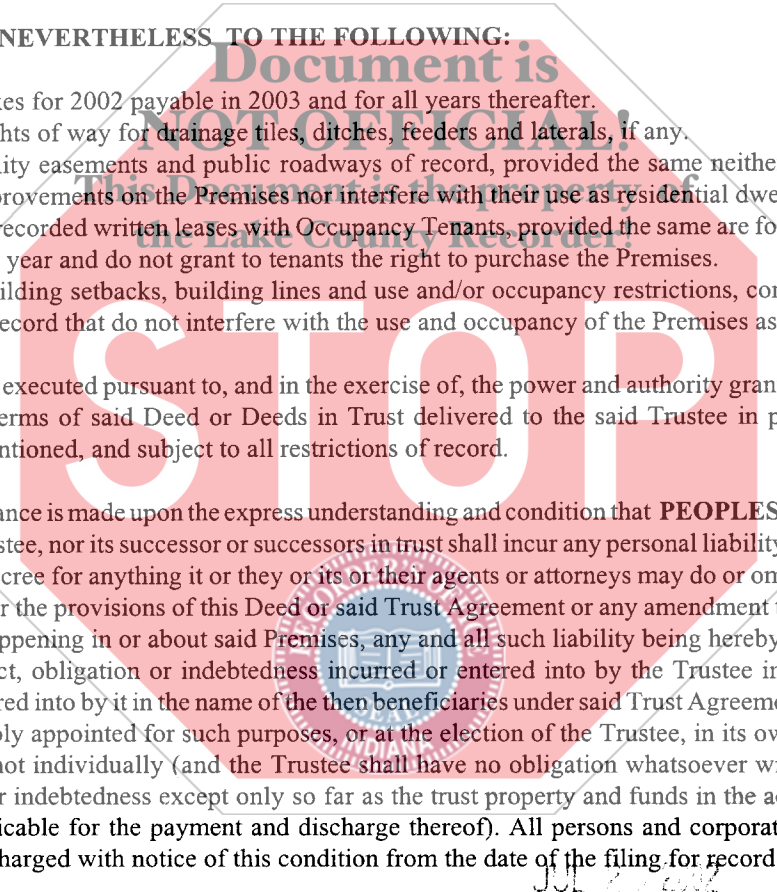 NEVERTHELESS TO THE FOLLOWING:
Document is
kes for 2002 payable in 2003 and for all years thereafter.
NOT OFFICIAL!
hts of way for drainage tiles, ditches, feeders and laterals, if any.
ity easements and public roadways of record, provided the same neithe
This Document is the property of
provements on the Premises nor interfere with their use as residential dwe
recorded written leases with Occupancy Tenants, provided the same are fo
the Lake County Recorder!
year and do not grant to tenants the right to purchase the Premises.
ilding setbacks, building lines and use and/or occupancy restrictions, cor
ecord that do not interfere with the use and occupancy of the Premises as
STOP
executed pursuant to, and in the exercise of, the power and authority gran
erms of said Deed or Deeds in Trust delivered to the said Trustee in p
ntioned, and subject to all restrictions of record.
ance is made upon the express understanding and condition that PEOPLES
stee, nor its successor or successors in trust shall incur any personal liability
cree for anything it or they or its or their agents or attorneys may do or om
r the provisions of this Deed or said Trust Agreement or any amendment t
ppening in or about said Premises, any and all such liability being hereby
ct, obligation or indebtedness incurred or entered into by the Trustee in
red into by it in the name of the then beneficiaries under said Trust Agreeme
bly appointed for such purposes, or at the election of the Trustee, in its ow
not individually (and the Trustee shall have no obligation whatsoever wi
r indebtedness except only so far as the trust property and funds in the a
icable for the payment and discharge thereof). All persons and corporat
harged with notice of this condition from the date of the filing for record
RECORDER'S OFFICE
SEAL
INDIANA
JUL